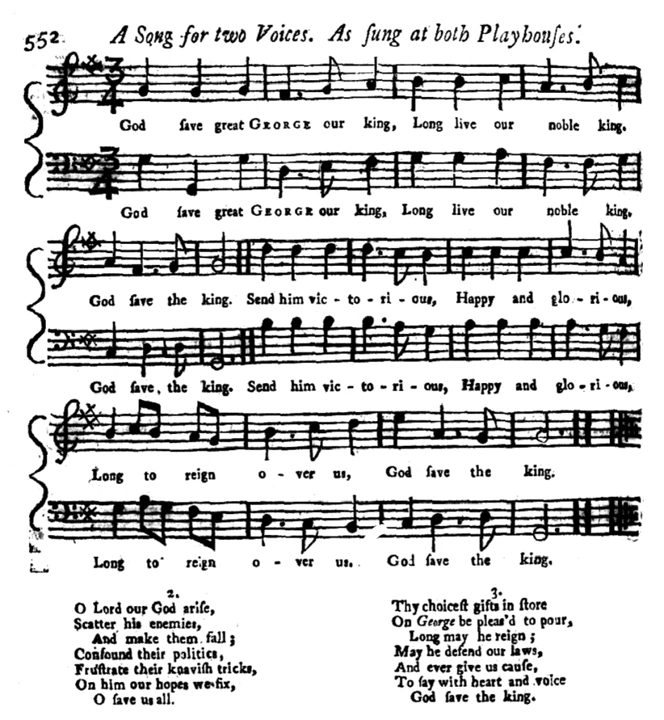 552 A Song for two Voices. As ſung at both Playhouſes.
3 4
God ſave great GEORGE our king, Long live our noble king.
3 4
God ſave great GEORGE our king, Long live our noble king,
God ſave the king. Send him vic - to - ri - ous, Happy and glo - ri - ous,
God ſave, the king. Send him vic - to - ri - ous, Happy and glo - ri - ous,
Long to reign o - ver us, God ſave the king.
Long to reign o - ver us. God ſave the king.
2.
O Lord our God ariſe,
Scatter his enemies,
And make them fall;
Confound their politics,
Fruſtrate their knaviſh tricks,
On him our hopes we fix,
O ſave us all.
3.
Thy choiceſt gifts in ſtore
On George be pleas'd to pour,
Long may he reign;
May he defend our laws,
And ever give us cauſe,
To ſay with heart and voice
God ſave the king.